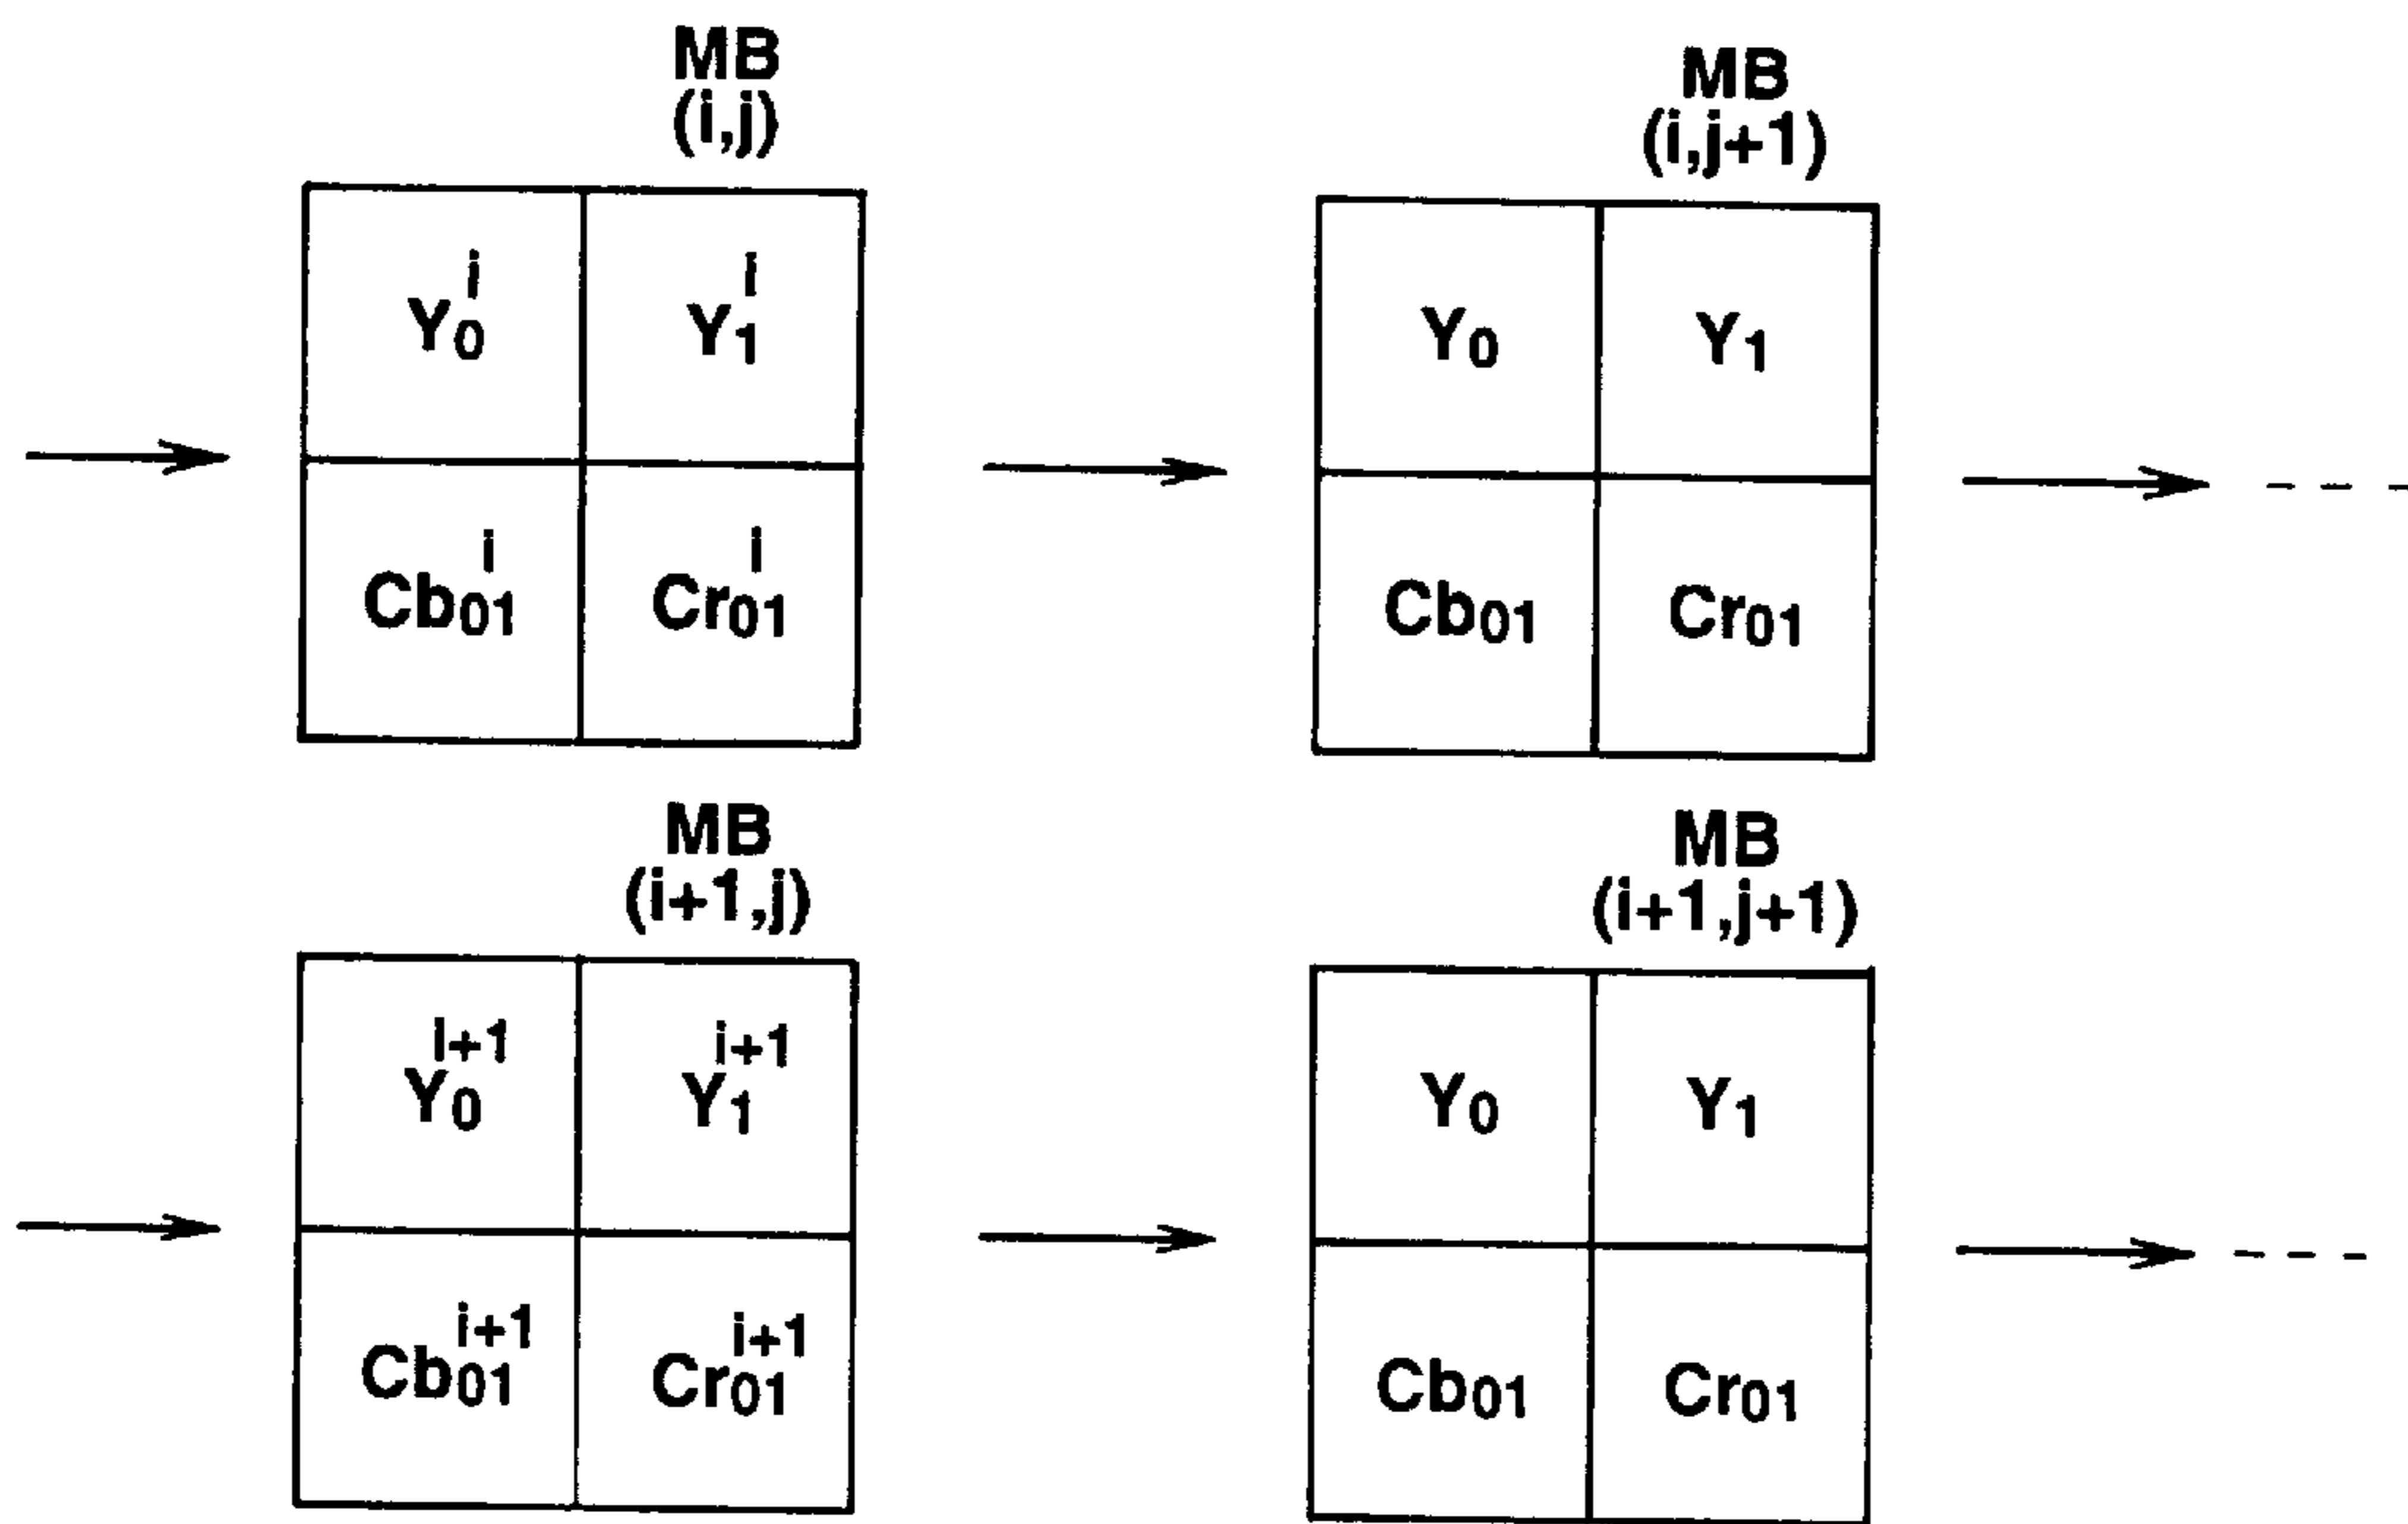 MB
(i,j)
MB
(i,j+1)
Y₀ⁱ Y₁ⁱ
Y₀ Y₁
Cb₀₁ⁱ Cr₀₁ⁱ
Cb₀₁ Cr₀₁
MB
(i+1,j)
MB
(i+1,j+1)
Y₀ⁱ⁺¹ Y₁ⁱ⁺¹
Y₀ Y₁
Cb₀₁ⁱ⁺¹ Cr₀₁ⁱ⁺¹
Cb₀₁ Cr₀₁